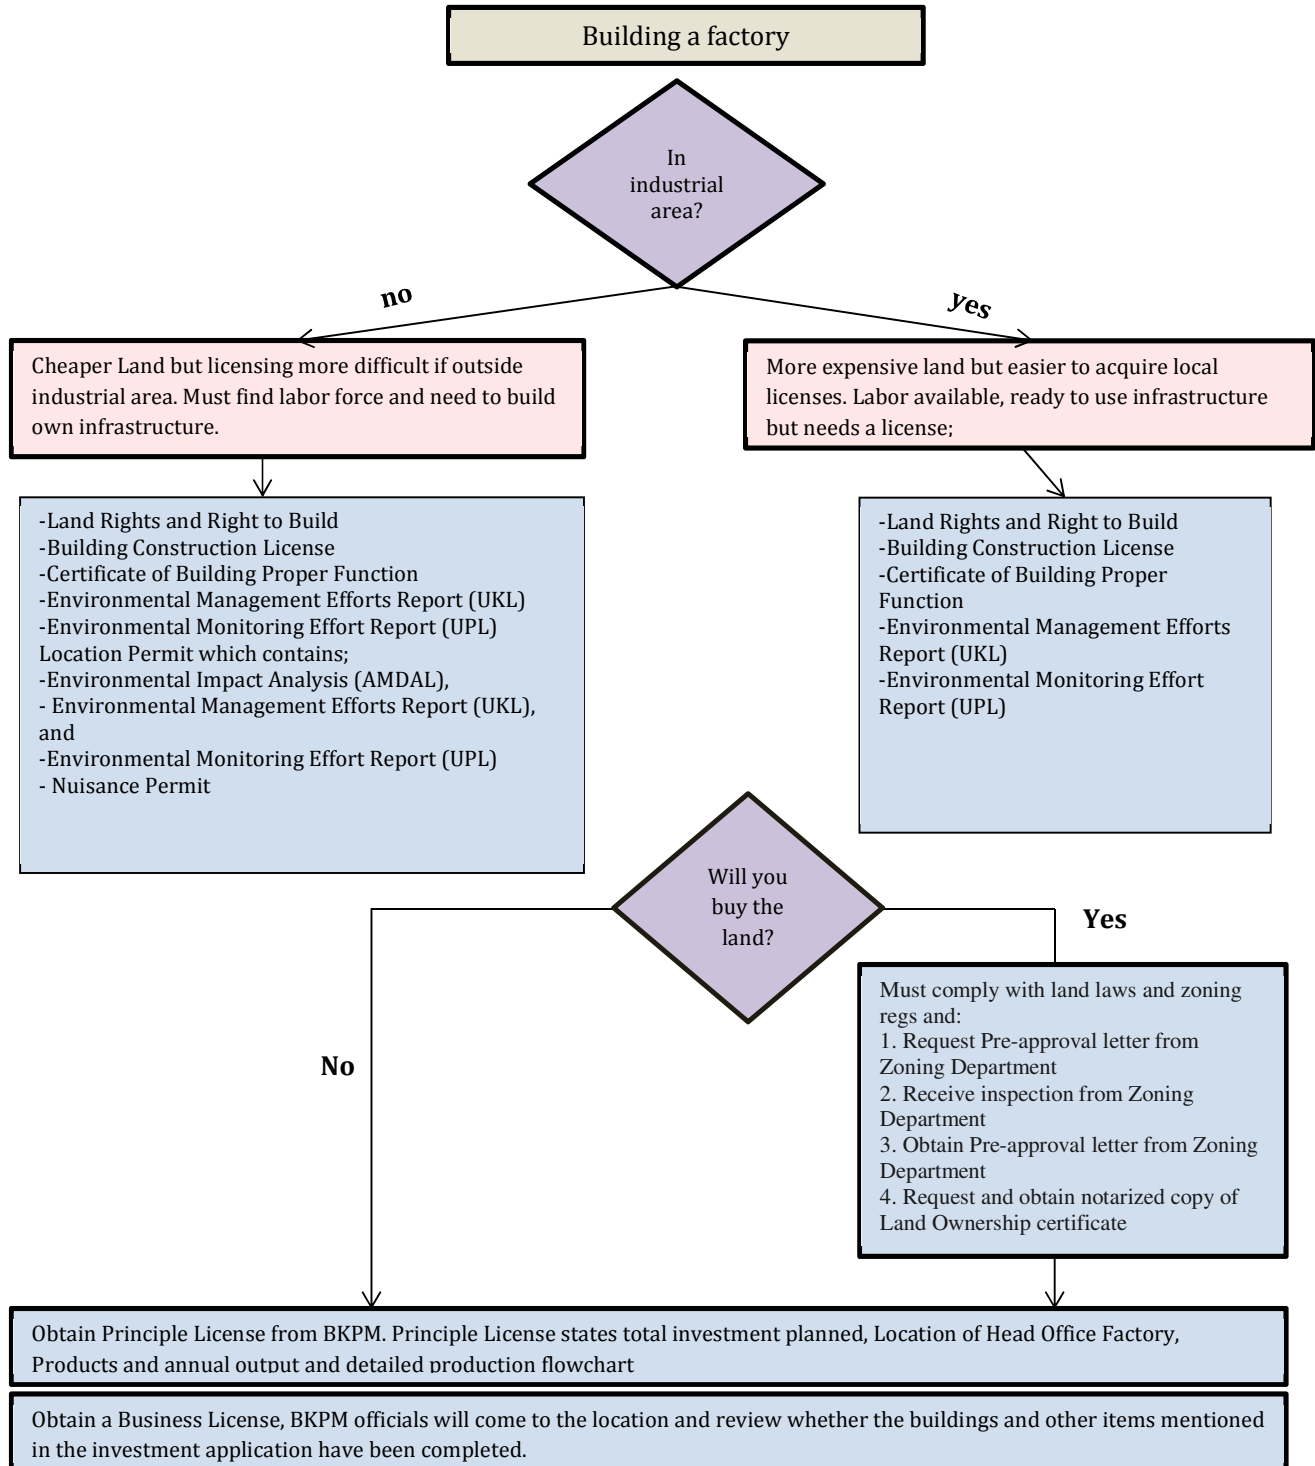 Building a factory
In
industrial
area?
no
yes
Cheaper Land but licensing more difficult if outside
industrial area. Must find labor force and need to build
own infrastructure.
More expensive land but easier to acquire local
licenses. Labor available, ready to use infrastructure
but needs a license;
-Land Rights and Right to Build
-Building Construction License
-Certificate of Building Proper Function
-Environmental Management Efforts Report (UKL)
-Environmental Monitoring Effort Report (UPL)
Location Permit which contains;
-Environmental Impact Analysis (AMDAL),
- Environmental Management Efforts Report (UKL),
and
-Environmental Monitoring Effort Report (UPL)
- Nuisance Permit
-Land Rights and Right to Build
-Building Construction License
-Certificate of Building Proper
Function
-Environmental Management Efforts
Report (UKL)
-Environmental Monitoring Effort
Report (UPL)
Will you
buy the
land?
Yes
No
Must comply with land laws and zoning
regs and:
1. Request Pre-approval letter from
Zoning Department
2. Receive inspection from Zoning
Department
3. Obtain Pre-approval letter from Zoning
Department
4. Request and obtain notarized copy of
Land Ownership certificate
Obtain Principle License from BKPM. Principle License states total investment planned, Location of Head Office Factory,
Products and annual output and detailed production flowchart
Obtain a Business License, BKPM officials will come to the location and review whether the buildings and other items mentioned
in the investment application have been completed.